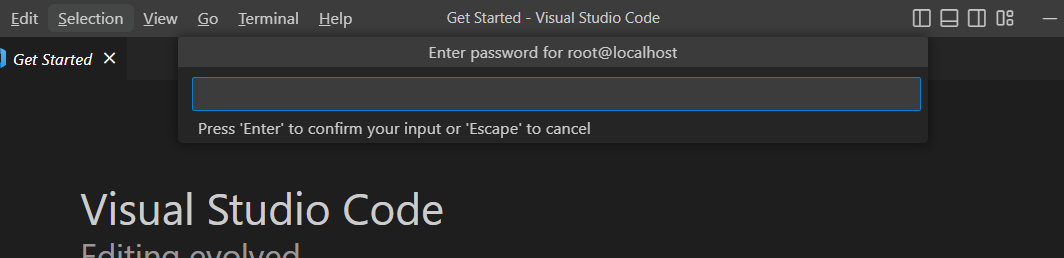 Edit Selection View Go Terminal Help Get Started - Visual Studio Code
Enter password for root@localhost
Get Started
Press 'Enter' to confirm your input or 'Escape' to cancel
Visual Studio Code
Editing evolved